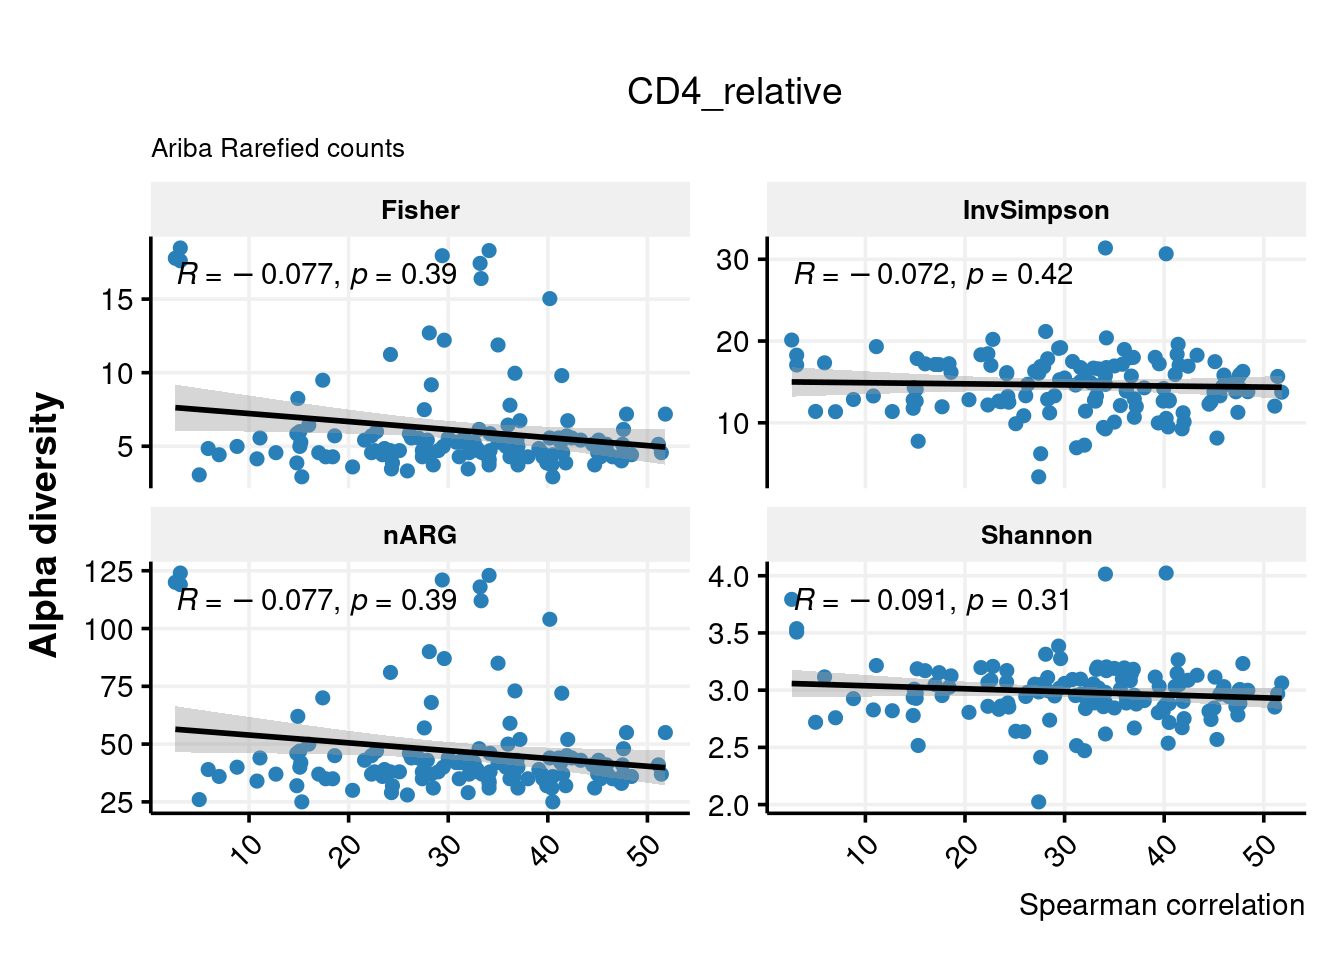 CD4_relative
Ariba Rarefied counts
Alpha diversity
Fisher
R = −0.077, p = 0.39
15
10
5
InvSimpson
R = −0.072, p = 0.42
30
20
10
nARG
R = −0.077, p = 0.39
125
100
75
50
25
10 20 30 40 50
Shannon
R = −0.091, p = 0.31
4.0
3.5
3.0
2.5
2.0
10 20 30 40 50
Spearman correlation